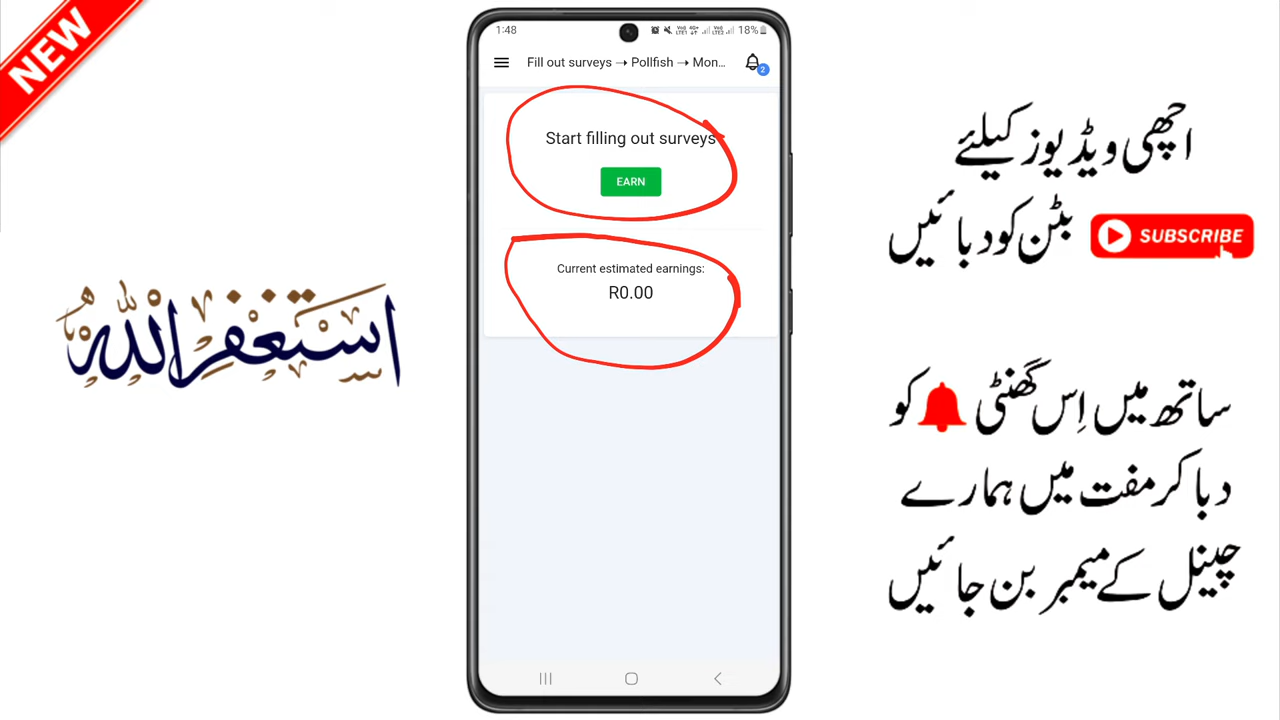 NEW
1:48
18%
Fill out surveys → Pollfish → Mon...
2
Start filling out surveys
EARN
Current estimated earnings:
R0.00
استغفر اللہ
اچھی ویڈیوز کیلئے
بٹن کو دبائیں SUBSCRIBE
ساتھ میں اِس گھنٹی کو
دبا کر مفت میں ہمارے
چینل کے میمبر بن جائیں